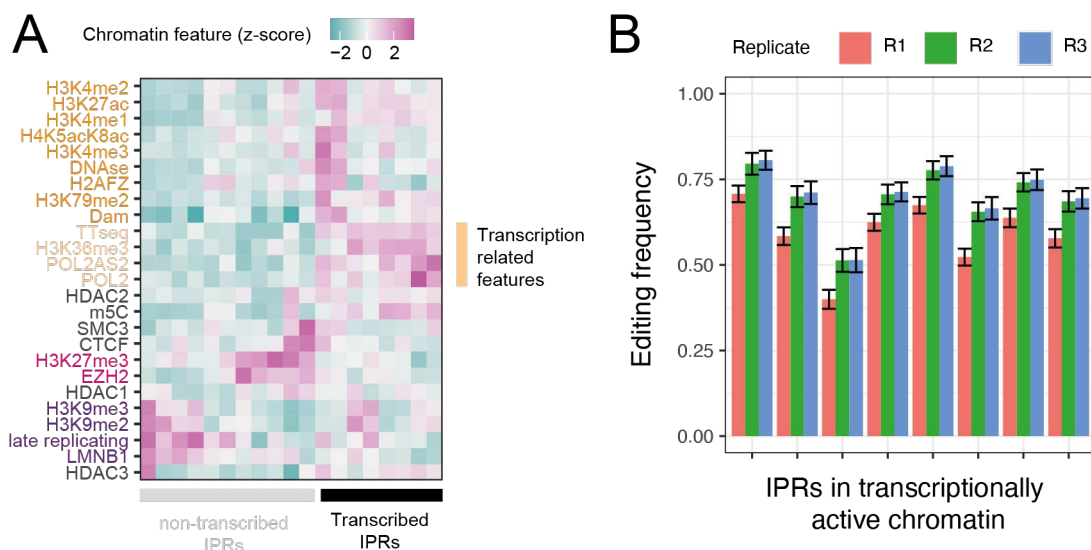 A
Chromatin feature (z-score)
−2 0 2
H3K4me2
H3K27ac
H3K4me1
H4K5acK8ac
H3K4me3
DNAse
H2AFZ
H3K79me2
Dam
TTseq
H3K36me3
POL2AS2
POL2
HDAC2
m5C
SMC3
CTCF
H3K27me3
EZH2
HDAC1
H3K9me3
H3K9me2
late replicating
LMNB1
HDAC3
Transcription
related
features
non-transcribed
IPRs
Transcribed
IPRs
B
Replicate R1 R2 R3
1.00
0.75
0.50
0.25
0.00
Editing frequency
IPRs in transcriptionally
active chromatin